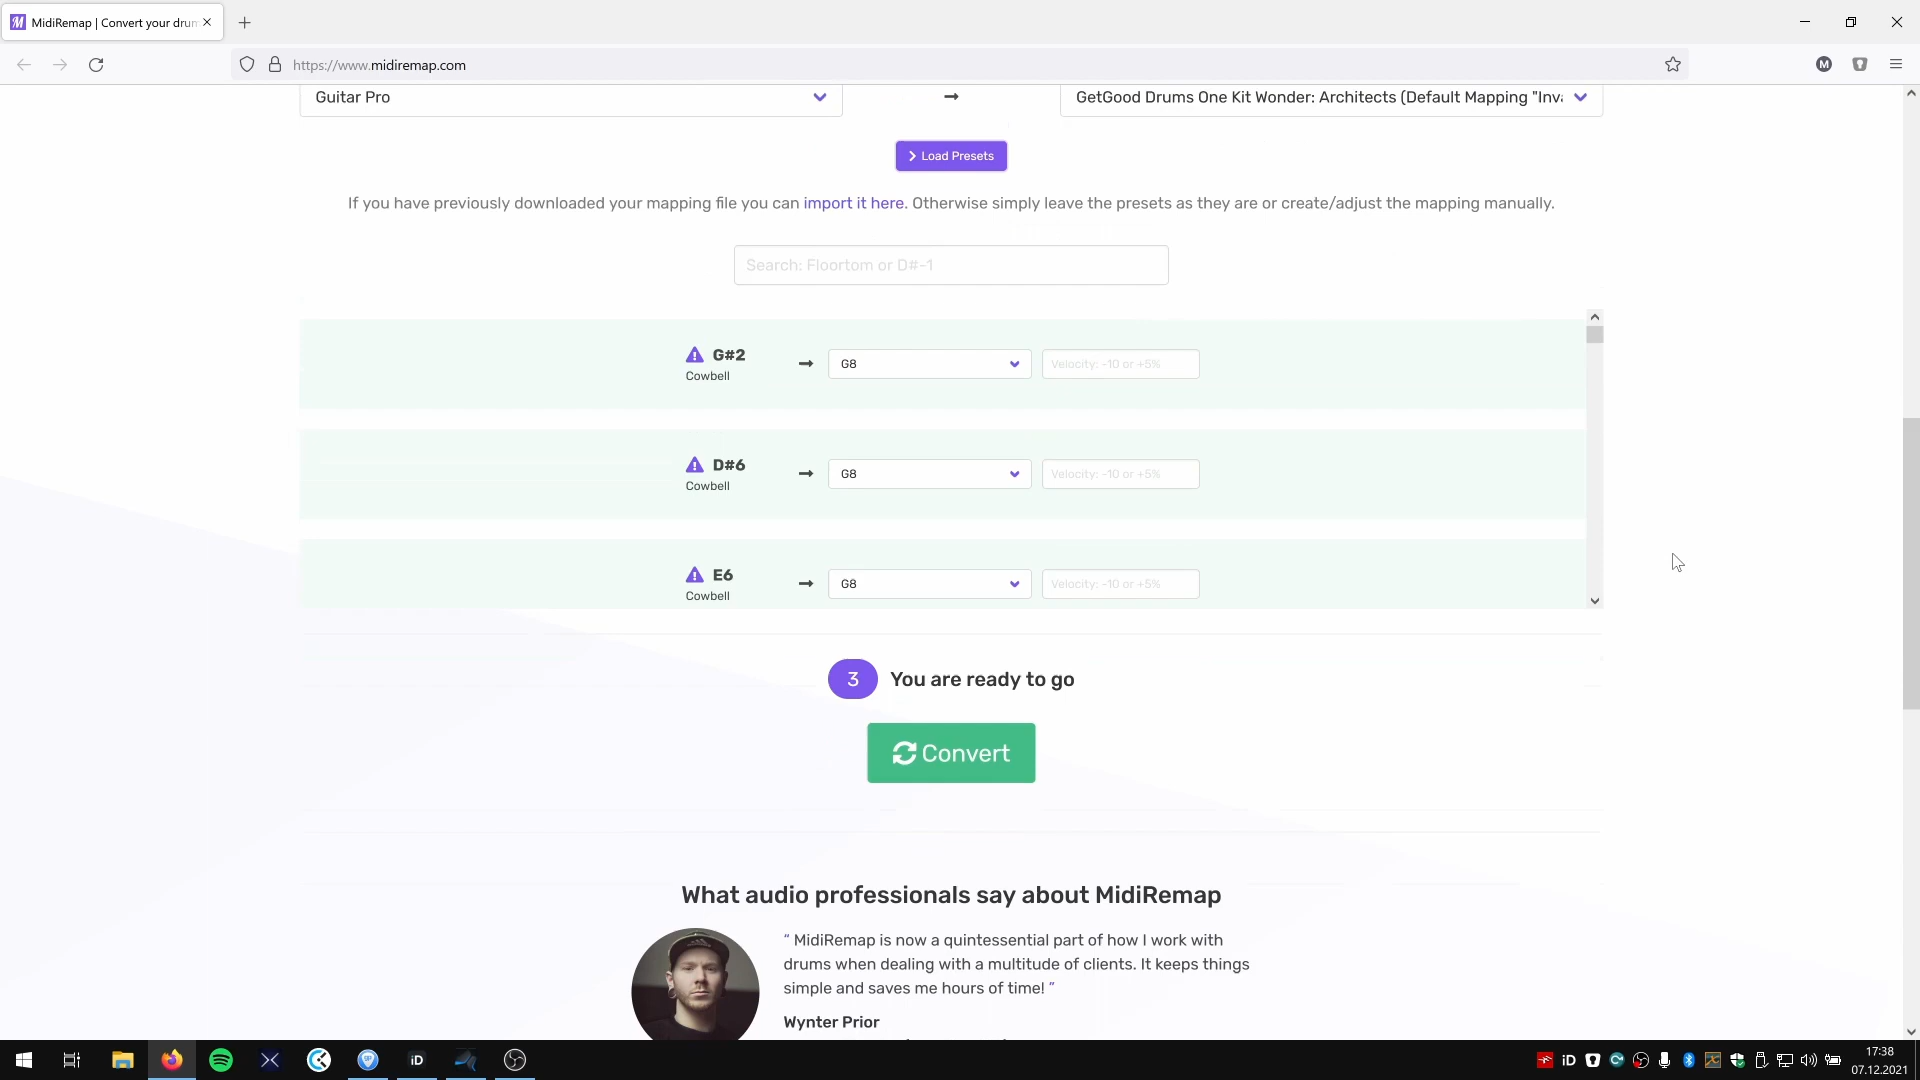 MidiRemap | Convert your drun
https://www.midiremap.com
Guitar Pro
GetGood Drums One Kit Wonder: Architects (Default Mapping "Inva
Load Presets
If you have previously downloaded your mapping file you can import it here. Otherwise simply leave the presets as they are or create/adjust the mapping manually.
Search: Floortom or D#-1
G#2
Cowbell
G8
Velocity: -10 or +5%
D#6
Cowbell
G8
Velocity: -10 or +5%
E6
Cowbell
G8
Velocity: -10 or +5%
3 You are ready to go
Convert
What audio professionals say about MidiRemap
" MidiRemap is now a quintessential part of how I work with
drums when dealing with a multitude of clients. It keeps things
simple and saves me hours of time! "
Wynter Prior
17:38
07.12.2021